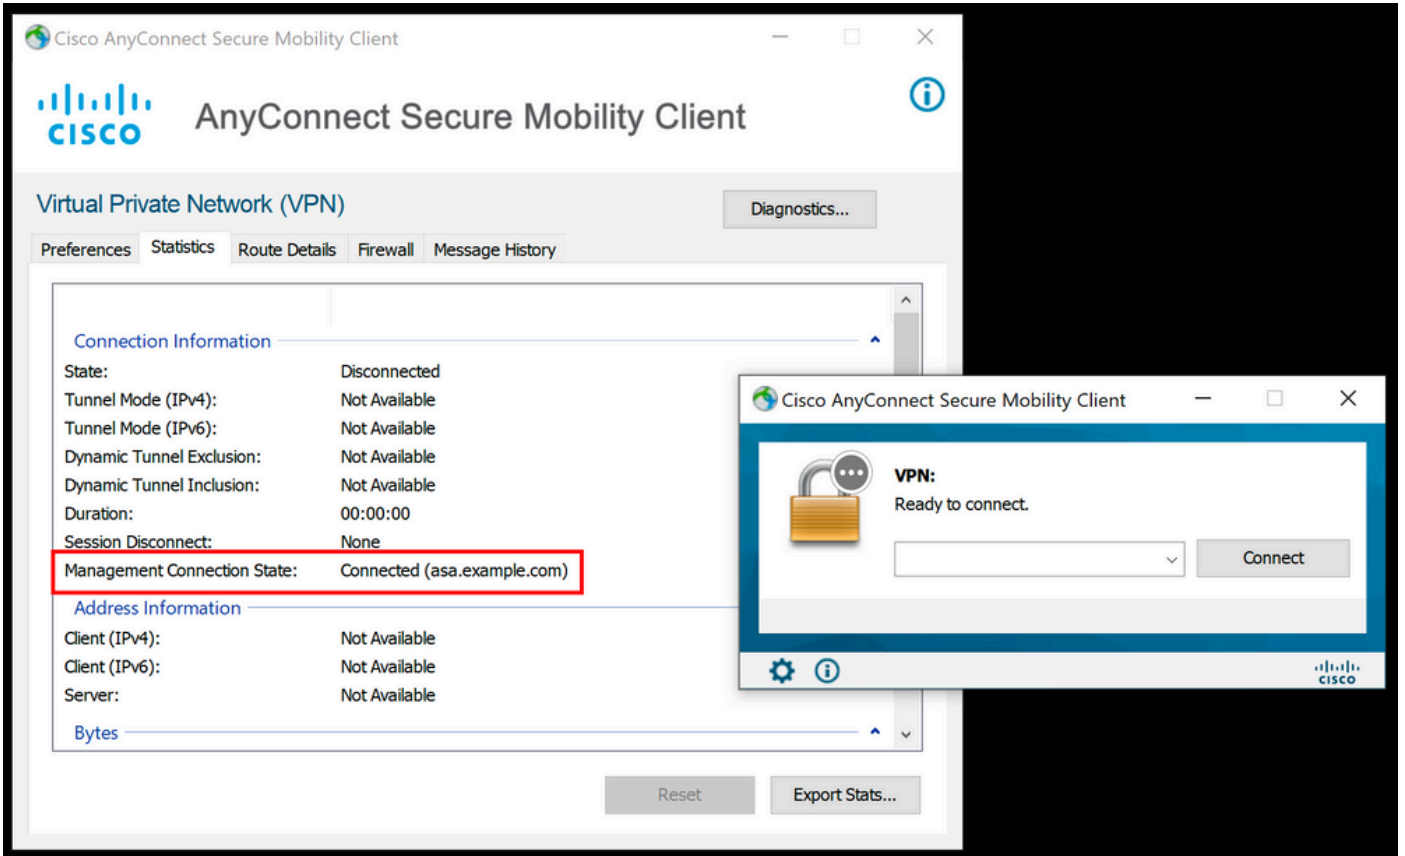 Cisco AnyConnect Secure Mobility Client
CISCO
AnyConnect Secure Mobility Client
Virtual Private Network (VPN)
Diagnostics...
Preferences Statistics Route Details Firewall Message History
Connection Information
State: Disconnected
Tunnel Mode (IPv4): Not Available
Tunnel Mode (IPv6): Not Available
Dynamic Tunnel Exclusion: Not Available
Dynamic Tunnel Inclusion: Not Available
Duration: 00:00:00
Session Disconnect: None
Management Connection State: Connected (asa.example.com)
Address Information
Client (IPv4): Not Available
Client (IPv6): Not Available
Server: Not Available
Bytes
Reset Export Stats...
Cisco AnyConnect Secure Mobility Client
VPN:
Ready to connect.
Connect
CISCO